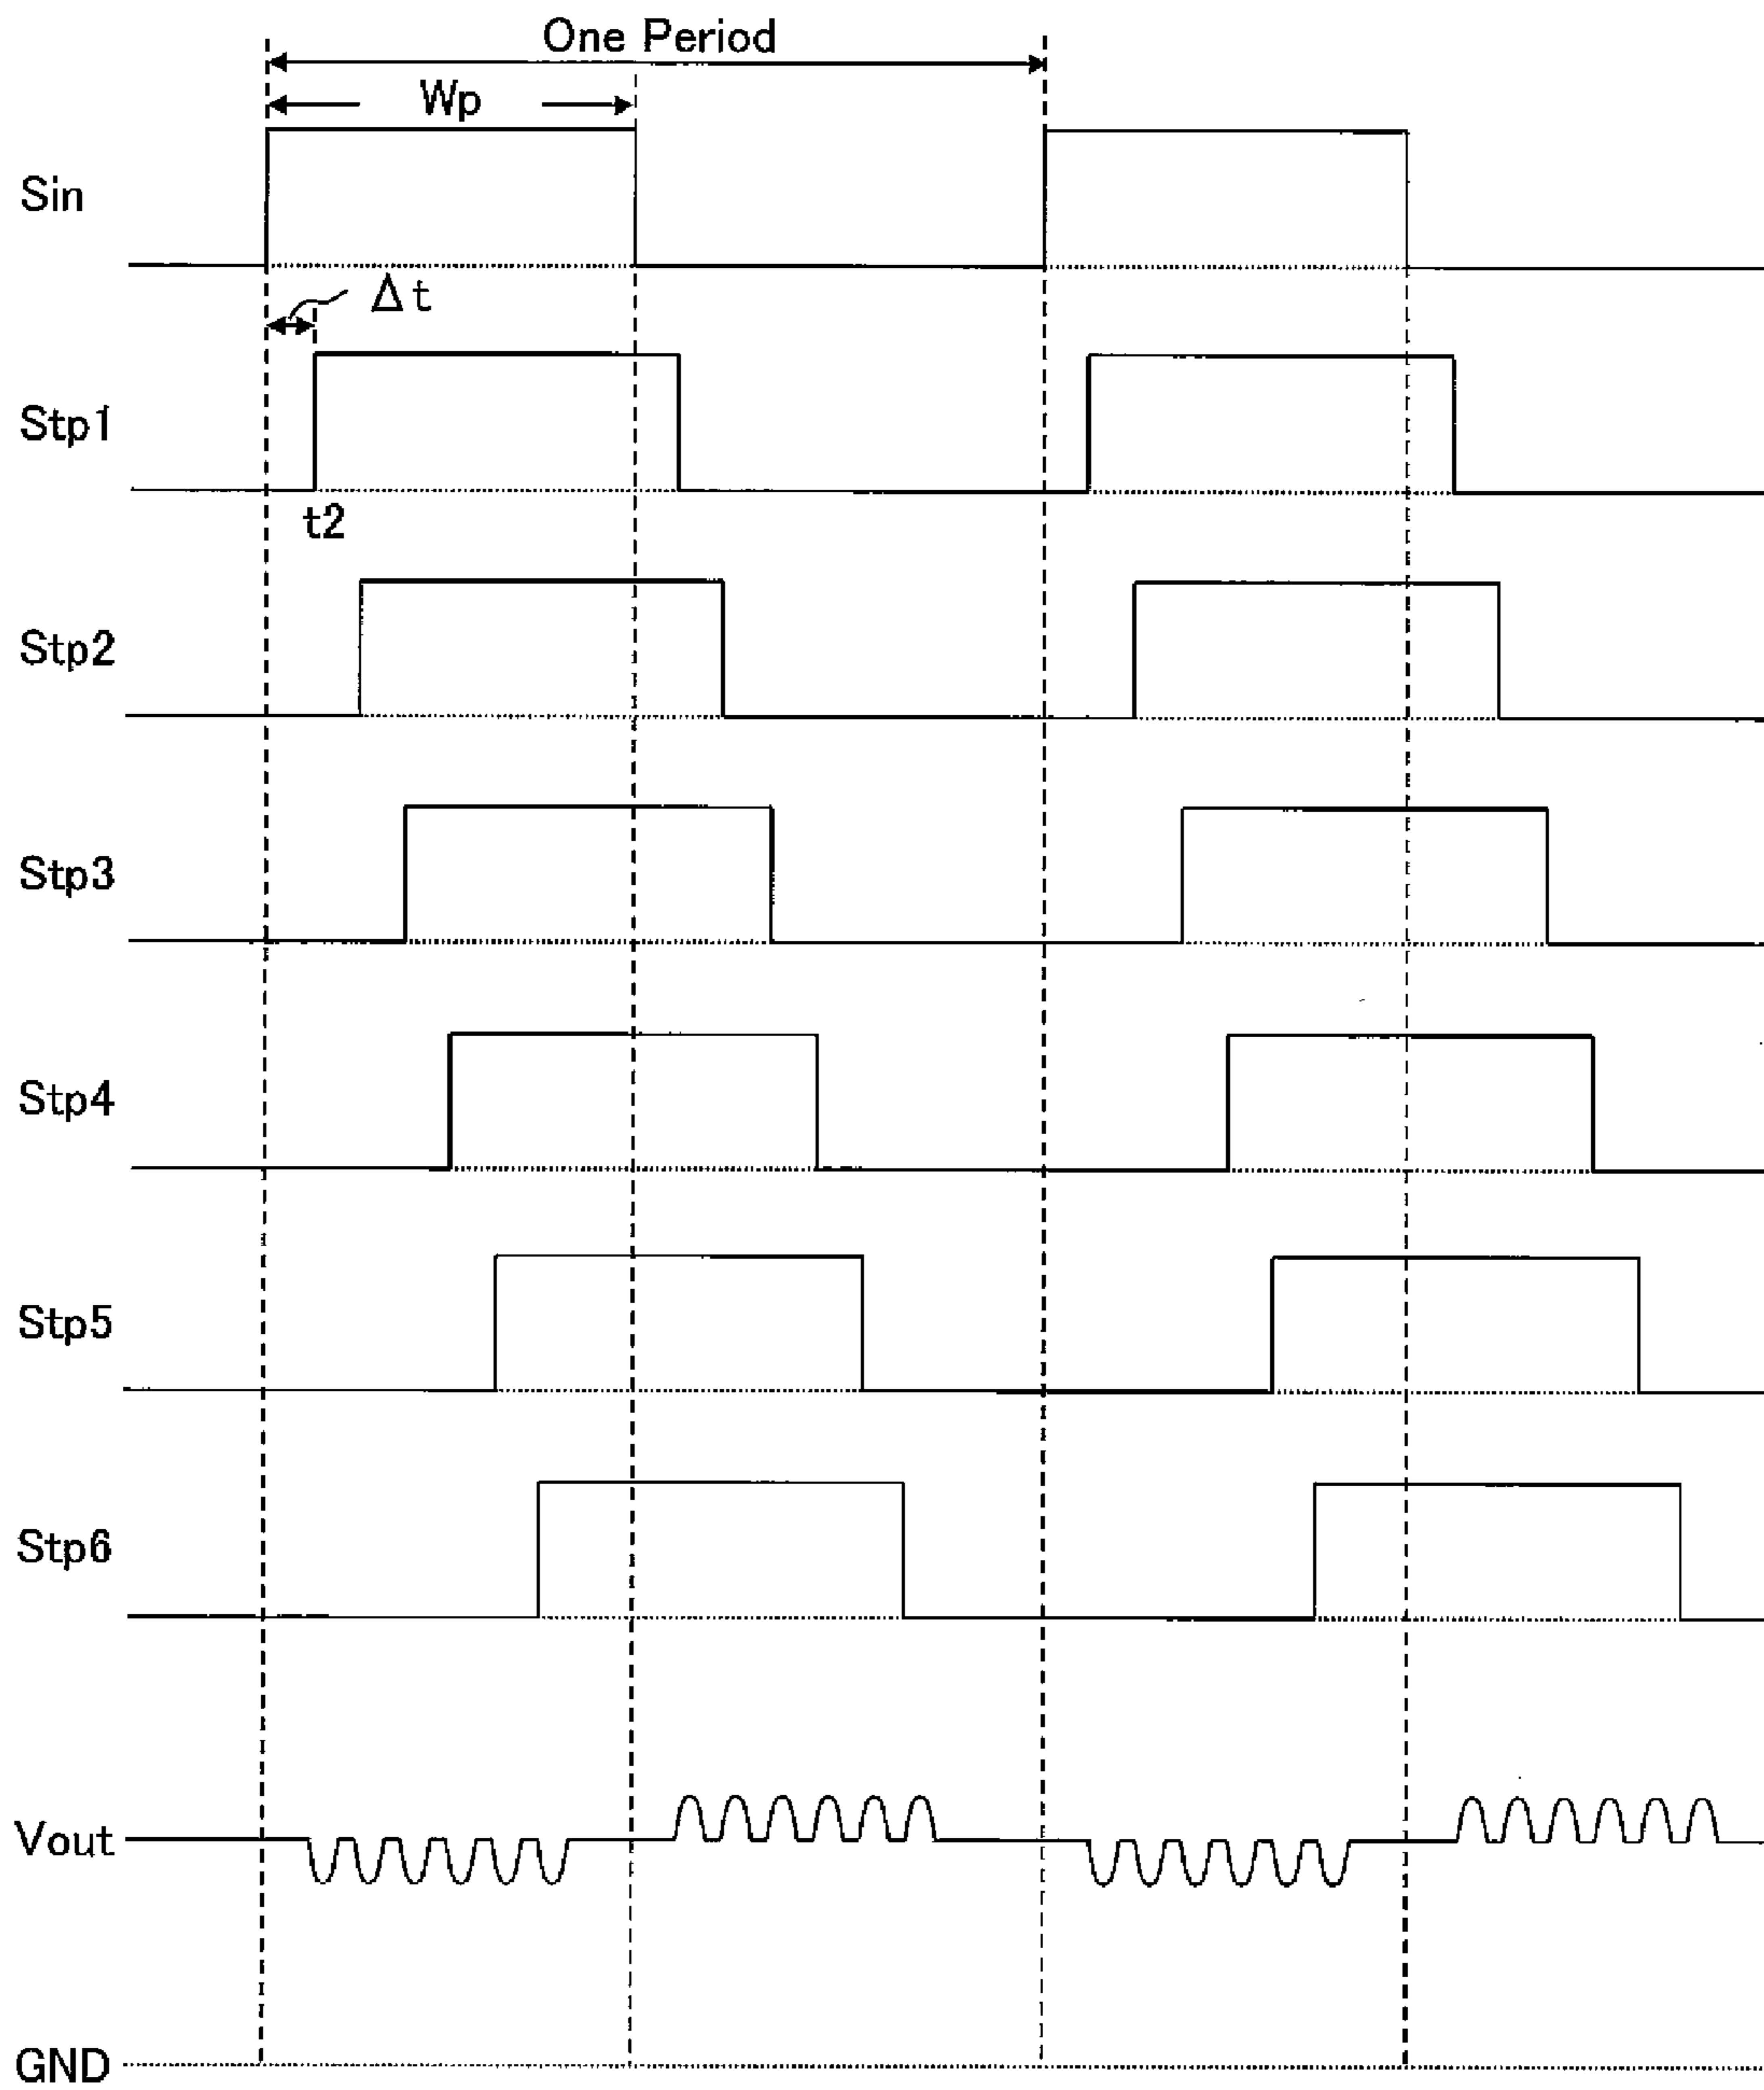 One Period
Wp
Sin
Δt
Stp1
t2
Stp2
Stp3
Stp4
Stp5
Stp6
Vout
GND